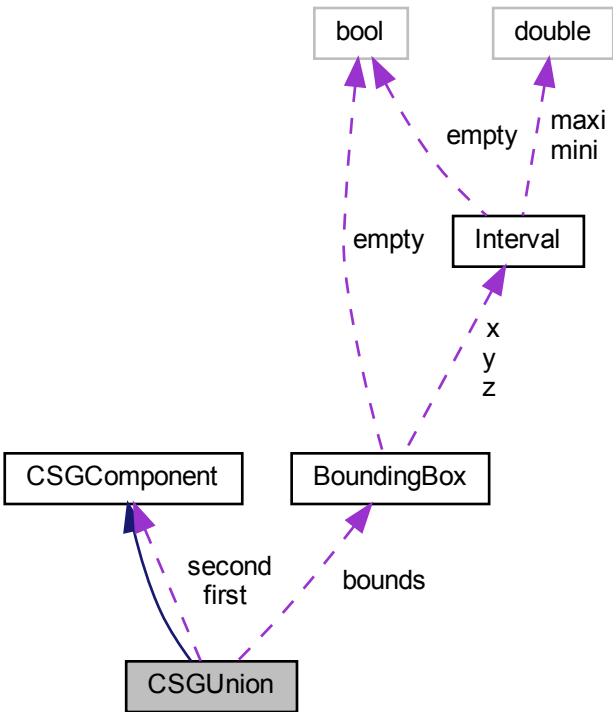 bool
double
maxi
mini
empty
Interval
empty
x
y
z
CSGComponent
BoundingBox
second
first
bounds
CSGUnion